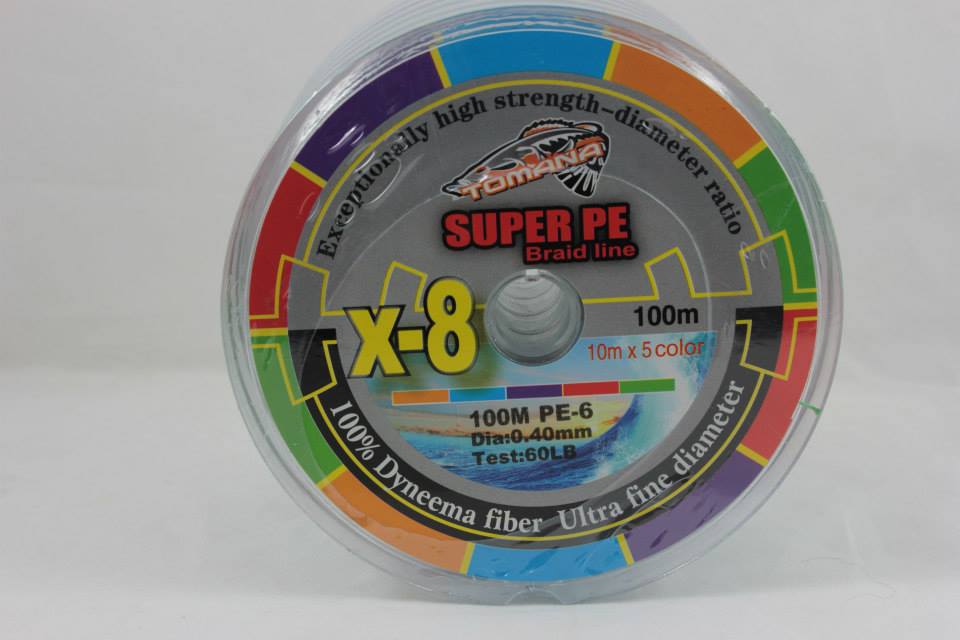 Exceptionally high strength-diameter ratio
TOMANA
SUPER PE
Braid line
X-8
100m
10m x 5 color
100M PE-6
Dia:0.40mm
Test:60LB
100% Dyneema fiber Ultra fine diameter